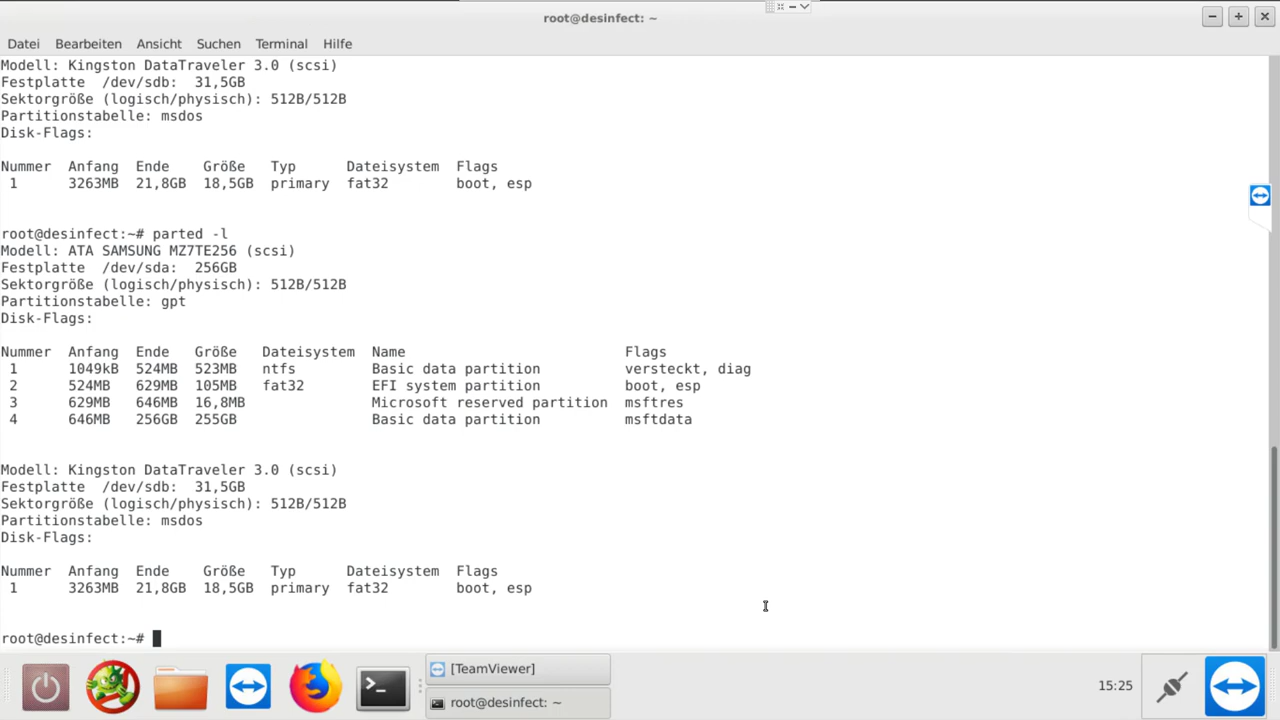 root@desinfect: ~
Datei Bearbeiten Ansicht Suchen Terminal Hilfe
Modell: Kingston DataTraveler 3.0 (scsi)
Festplatte  /dev/sdb:  31,5GB
Sektorgröße (logisch/physisch): 512B/512B
Partitionstabelle: msdos
Disk-Flags:
Nummer  Anfang  Ende    Größe   Typ      Dateisystem  Flags
 1      3263MB  21,8GB  18,5GB  primary  fat32        boot, esp
root@desinfect:~# parted -l
Modell: ATA SAMSUNG MZ7TE256 (scsi)
Festplatte  /dev/sda:  256GB
Sektorgröße (logisch/physisch): 512B/512B
Partitionstabelle: gpt
Disk-Flags:
Nummer  Anfang  Ende   Größe   Dateisystem  Name                          Flags
 1      1049kB  524MB  523MB   ntfs         Basic data partition          versteckt, diag
 2      524MB   629MB  105MB   fat32        EFI system partition          boot, esp
 3      629MB   646MB  16,8MB               Microsoft reserved partition  msftres
 4      646MB   256GB  255GB                Basic data partition          msftdata
Modell: Kingston DataTraveler 3.0 (scsi)
Festplatte  /dev/sdb:  31,5GB
Sektorgröße (logisch/physisch): 512B/512B
Partitionstabelle: msdos
Disk-Flags:
Nummer  Anfang  Ende    Größe   Typ      Dateisystem  Flags
 1      3263MB  21,8GB  18,5GB  primary  fat32        boot, esp
root@desinfect:~#
[TeamViewer]
root@desinfect: ~
15:25